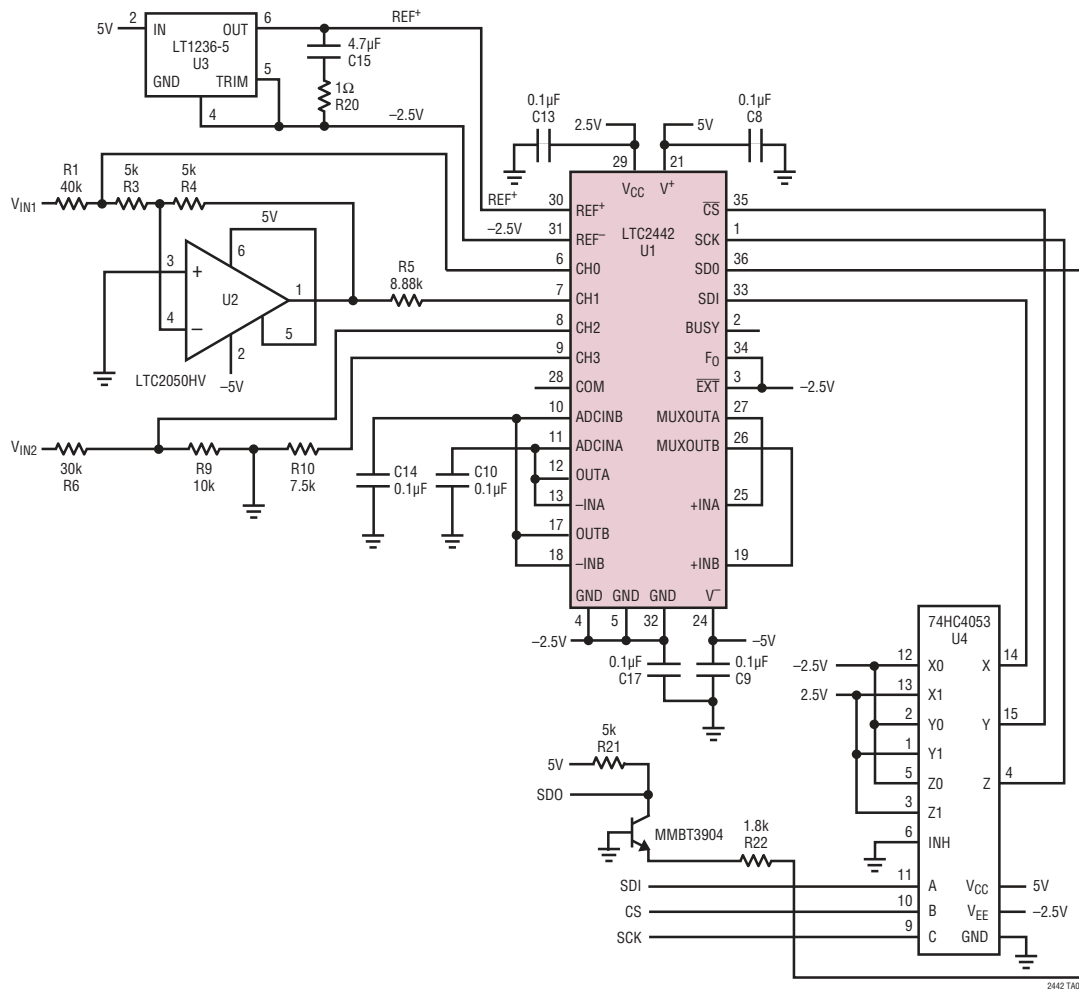 5V
2
IN
OUT
6
REF+
LT1236-5
U3
GND
TRIM
5
4
4.7µF
C15
1Ω
R20
–2.5V
0.1µF
C13
2.5V
5V
0.1µF
C8
29
21
VCC
V+
R1
40k
5k
R3
5k
R4
VIN1
REF+
30
REF+
–2.5V
31
REF–
LTC2442
U1
6
CH0
7
CH1
8
CH2
9
CH3
28
COM
10
ADCINB
11
ADCINA
12
OUTA
13
–INA
17
OUTB
18
–INB
CS
35
SCK
1
SD0
36
SDI
33
BUSY
2
F0
34
EXT
3
–2.5V
MUXOUTA
27
MUXOUTB
26
+INA
25
+INB
19
5V
3
+
6
U2
1
4
–
5
2
–5V
LTC2050HV
R5
8.88k
VIN2
30k
R6
R9
10k
R10
7.5k
C14
0.1µF
C10
0.1µF
GND
GND
GND
V–
4
5
32
24
–2.5V
–5V
0.1µF
C17
0.1µF
C9
74HC4053
U4
–2.5V
12
X0
X
14
2.5V
13
X1
2
Y0
Y
15
1
Y1
5
Z0
Z
4
3
Z1
6
INH
SDI
11
A
VCC
5V
CS
10
B
VEE
–2.5V
SCK
9
C
GND
5k
R21
5V
SDO
MMBT3904
1.8k
R22
2442 TA0